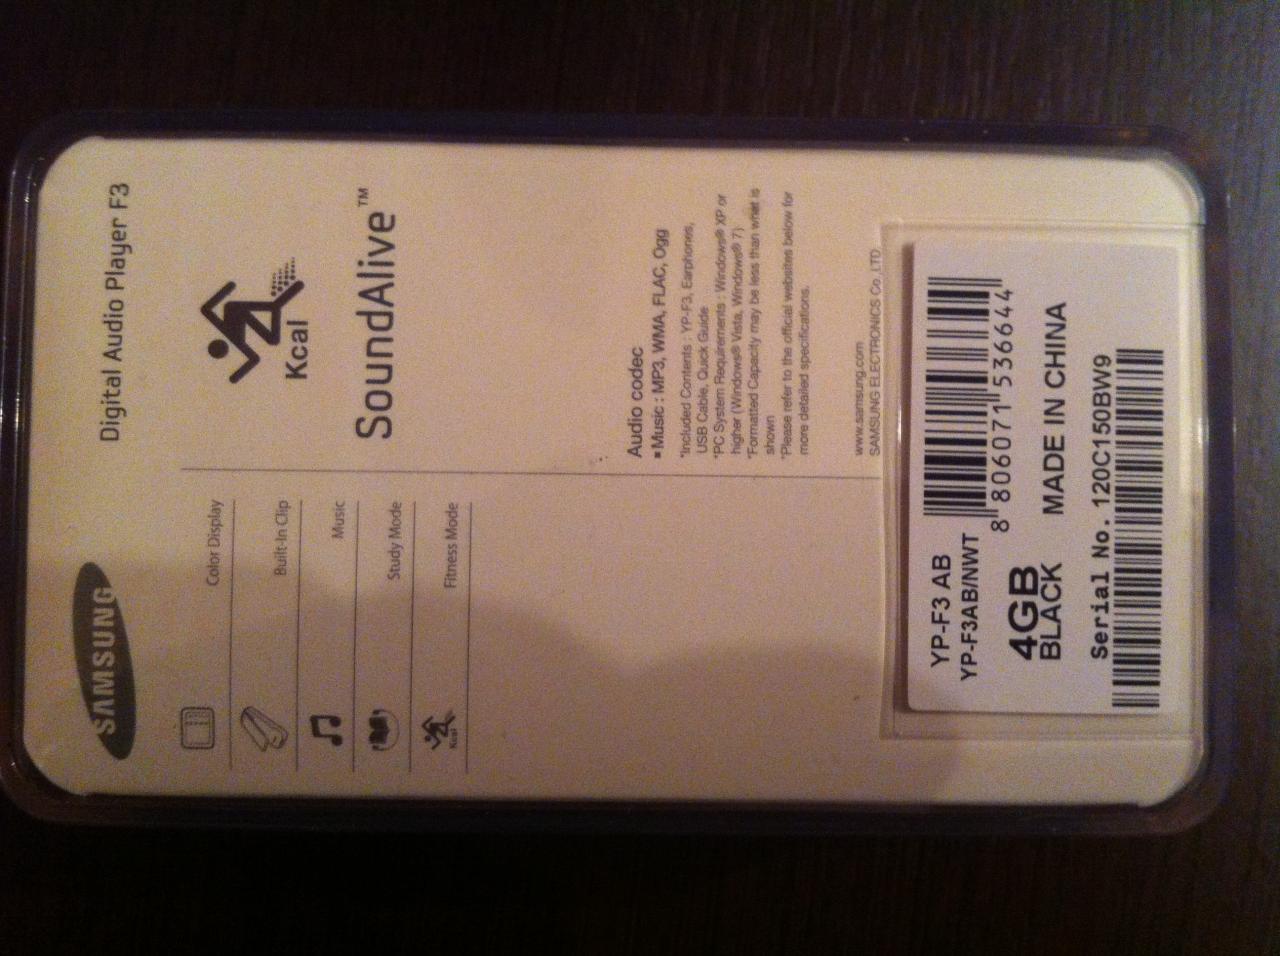 SAMSUNG
Digital Audio Player F3
Color Display
Built-In Clip
Music
Study Mode
Kcal
Fitness Mode
Kcal
SoundAlive™
Audio codec
▪Music : MP3, WMA, FLAC, Ogg
*Included Contents : YP-F3, Earphones,
USB Cable, Quick Guide
*PC System Requirements : Windows® XP or
higher (Windows® Vista, Windows® 7)
*Formatted Capacity may be less than what is
shown
*Please refer to the official websites below for
more detailed specifications.
www.samsung.com
SAMSUNG ELECTRONICS Co.,LTD.
YP-F3 AB
YP-F3AB/NWT
8 806071 536644
4GB
BLACK
MADE IN CHINA
Serial No. 120C150BW9